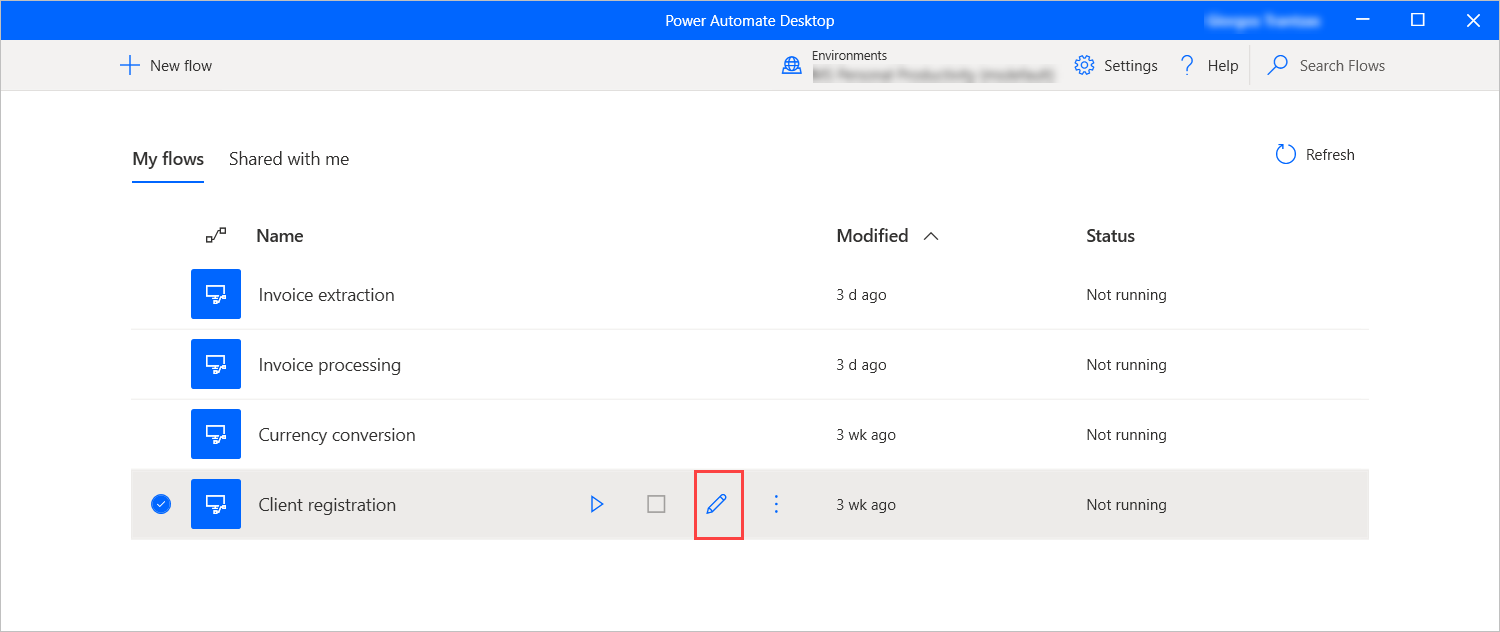 Power Automate Desktop
New flow
Environments
Settings
Help
Search Flows
My flows
Shared with me
Refresh
Name
Modified
Status
Invoice extraction
3 d ago
Not running
Invoice processing
3 d ago
Not running
Currency conversion
3 wk ago
Not running
Client registration
3 wk ago
Not running